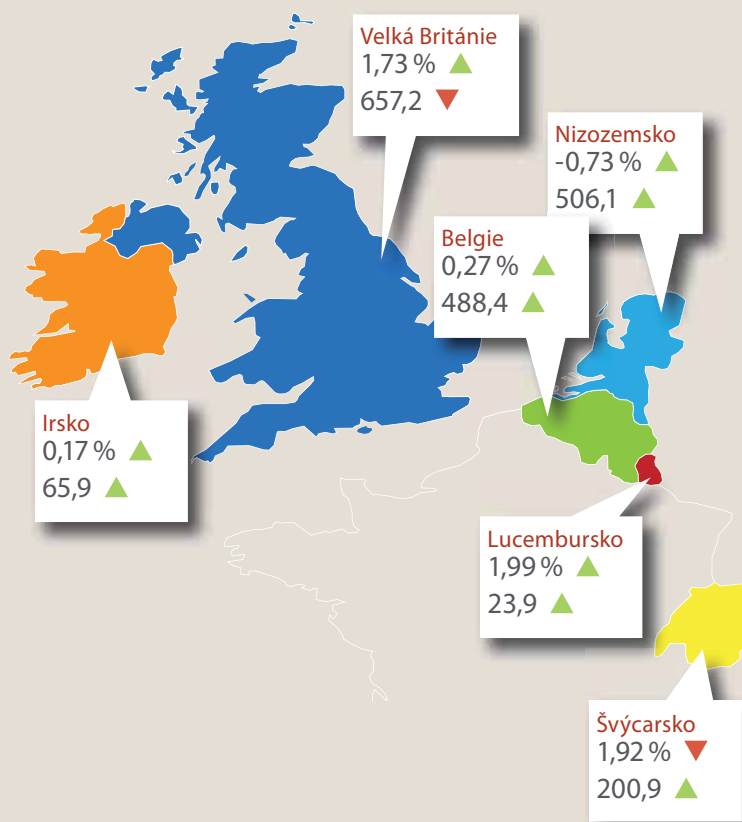 Velká Británie
1,73 % ▲
657,2 ▼
Nizozemsko
-0,73 % ▲
506,1 ▲
Belgie
0,27 % ▲
488,4 ▲
Irsko
0,17 % ▲
65,9 ▲
Lucembursko
1,99 % ▲
23,9 ▲
Švýcarsko
1,92 % ▼
200,9 ▲